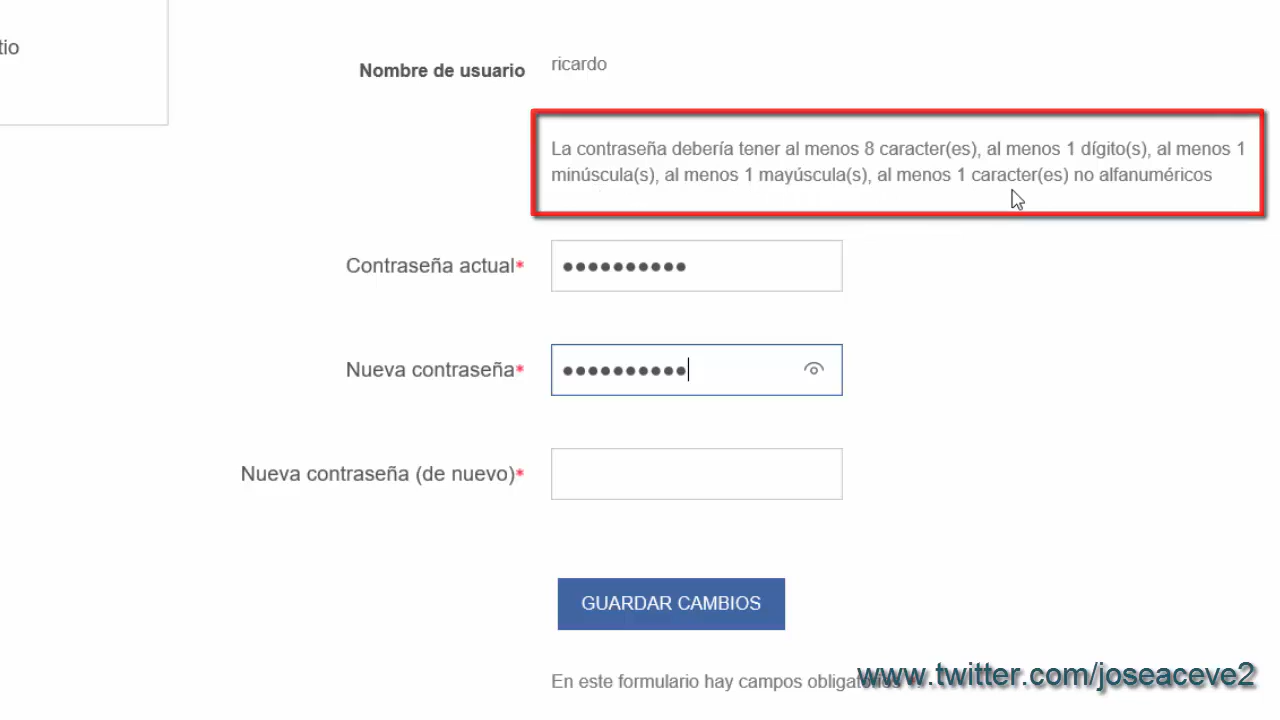 tio
Nombre de usuario
ricardo
La contraseña debería tener al menos 8 caracter(es), al menos 1 dígito(s), al menos 1
minúscula(s), al menos 1 mayúscula(s), al menos 1 caracter(es) no alfanuméricos
Contraseña actual*
Nueva contraseña*
Nueva contraseña (de nuevo)*
GUARDAR CAMBIOS
En este formulario hay campos
www.twitter.com/joseaceve2